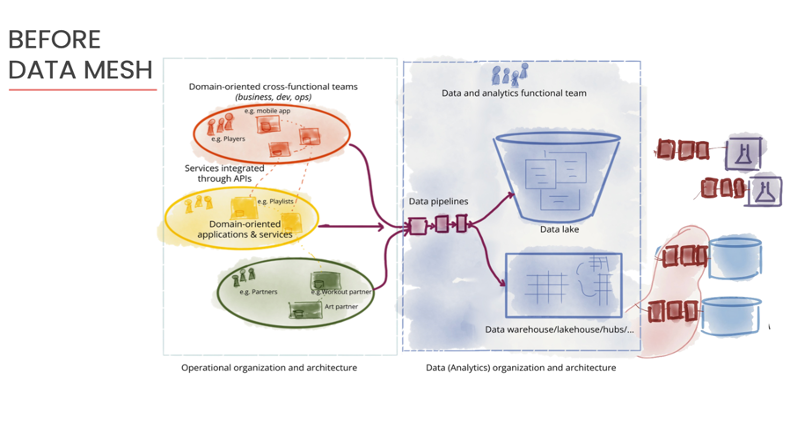 BEFORE
DATA MESH
Domain-oriented cross-functional teams
(business, dev, ops)
e.g. mobile app
e.g. Players
Services integrated
through APIs
e.g. Playlists
Domain-oriented
applications & services
e.g. Partners
e.g.Workout partner
Art partner
Operational organization and architecture
Data and analytics functional team
Data pipelines
Data lake
Data warehouse/lakehouse/hubs/...
Data (Analytics) organization and architecture